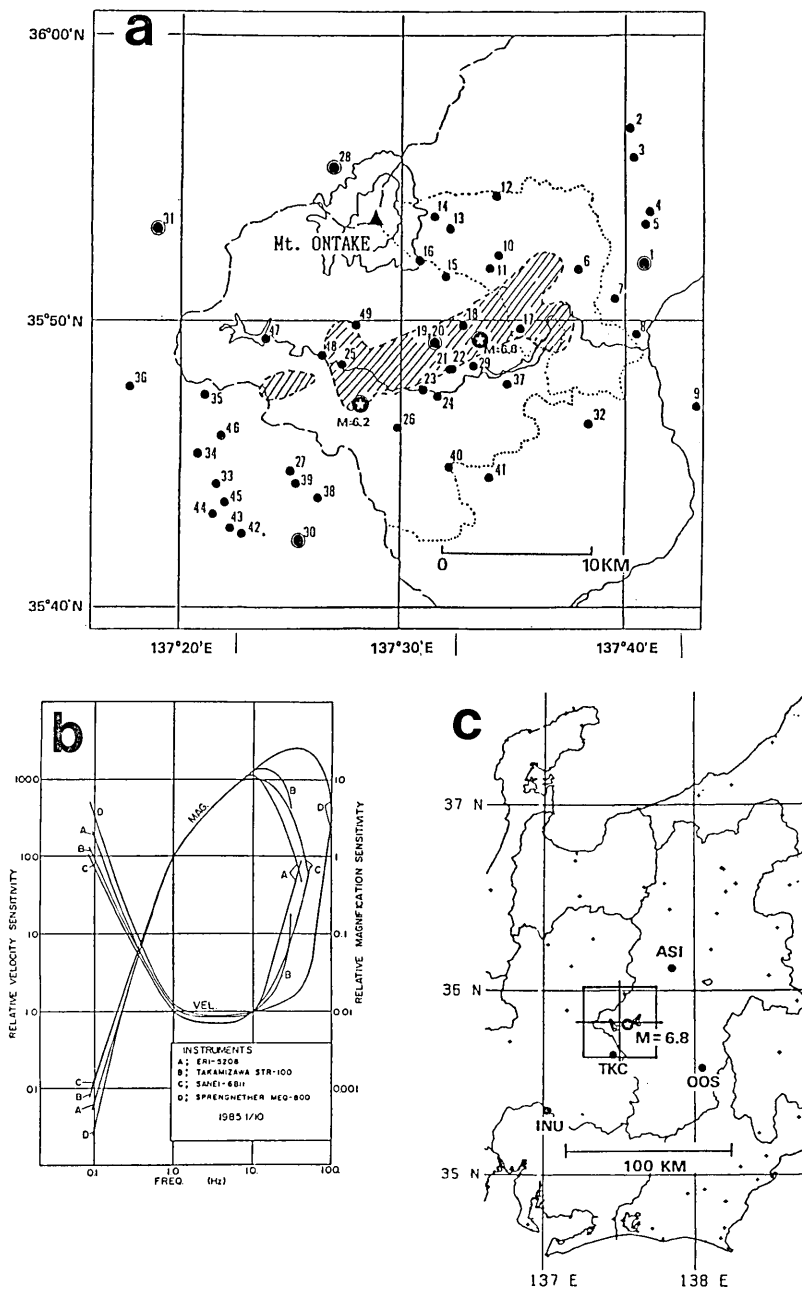 a
36°00'N
2
3
28
12
4
14
13
5
31
Mt. ONTAKE
10
1
16
11
6
15
7
35°50'N
49
18
17
8
47
19, 20
M=6.8
48
25
21 22
29
36
35
23
37
9
24
M=6.2
32
46
26
34
27
40
33
39
41
45
38
44
43
42
30
0 10KM
35°40'N
137°20'E 137°30'E 137°40'E
b
1000 10
MAG.
B
D
D
A
100 1
B
C
A C
10 0.1
B
VEL.
1.0 0.01
INSTRUMENTS
A; ERI-5208
B; TAKAMIZAWA STR-100
C; SANEI-6B11
D; SPRENGNETHER MEQ-800
1985 1/10
C
0.1 0.001
B
A
D
0.1 1.0 10. 100.
FREQ. (Hz)
RELATIVE VELOCITY SENSITIVITY
RELATIVE MAGNIFICATION SENSITIVITY
c
37 N
ASI
36 N
M=6.8
TKC
OOS
INU
100 KM
35 N
137 E 138 E